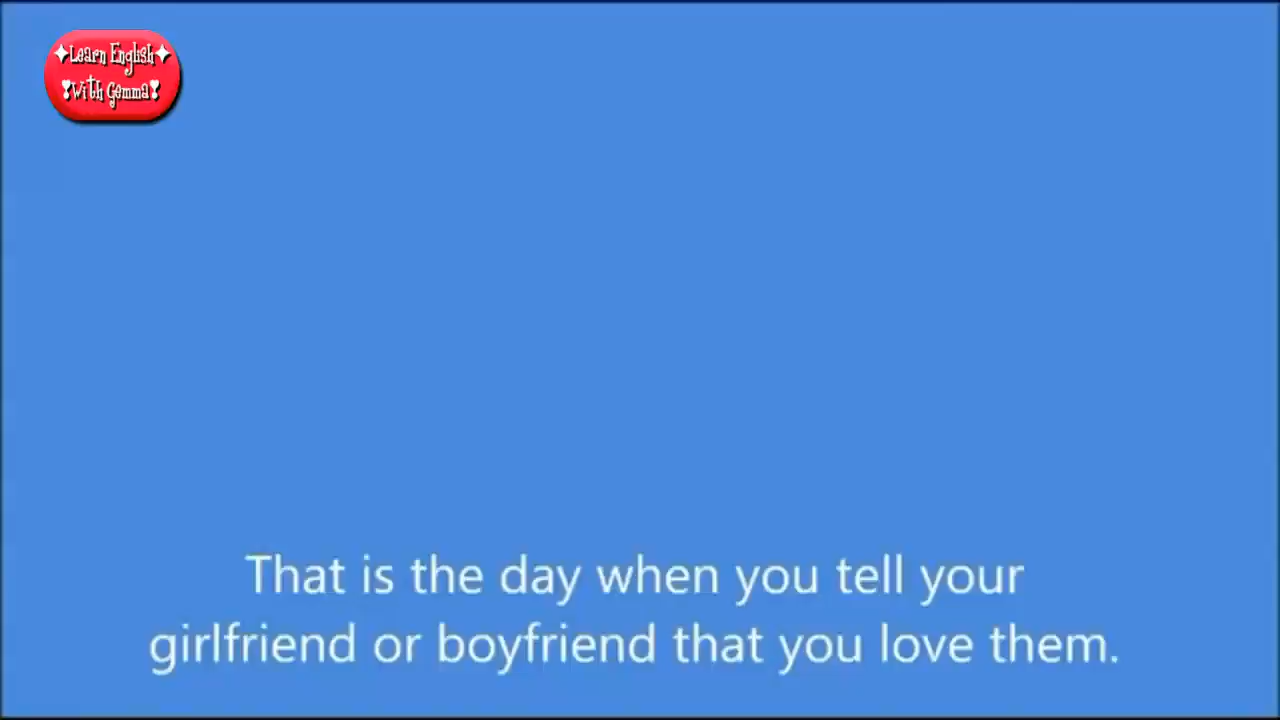 Learn English
With Gemma
That is the day when you tell your
girlfriend or boyfriend that you love them.